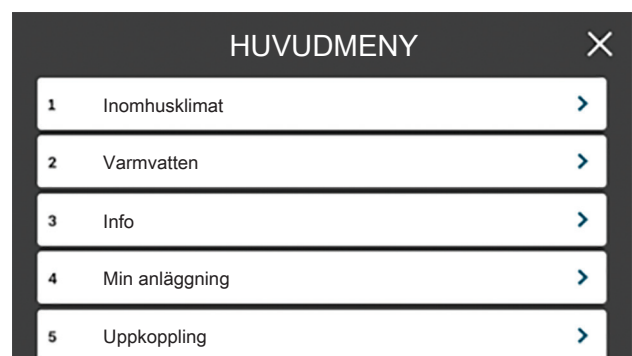 HUVUDMENY
1 Inomhusklimat
2 Varmvatten
3 Info
4 Min anläggning
5 Uppkoppling